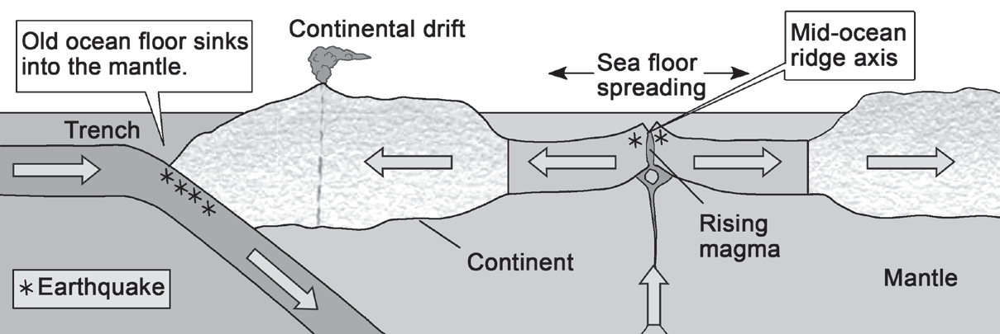 Old ocean floor sinks
into the mantle.
Continental drift
Mid-ocean
ridge axis
Sea floor
spreading
Trench
Rising
magma
Continent
Mantle
* Earthquake